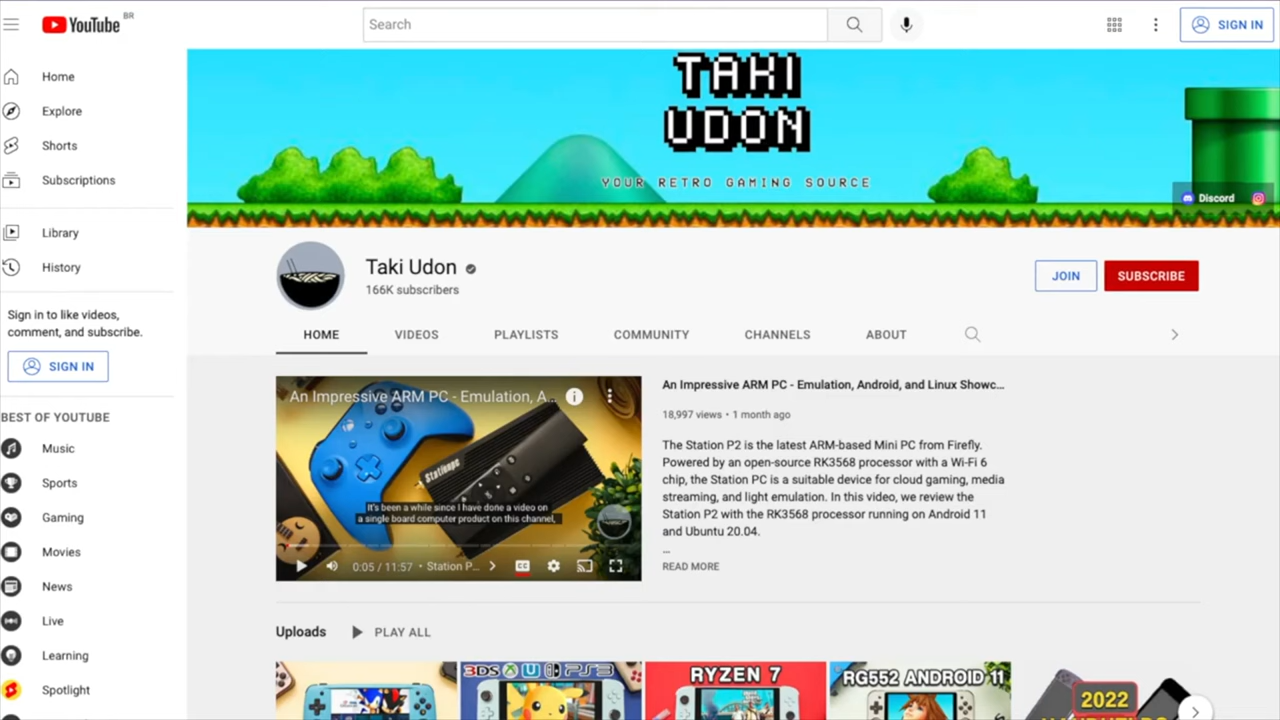 YouTube BR
Search
SIGN IN
Home
Explore
Shorts
Subscriptions
Library
History
Sign in to like videos,
comment, and subscribe.
SIGN IN
BEST OF YOUTUBE
Music
Sports
Gaming
Movies
News
Live
Learning
Spotlight
TAKI
UDON
YOUR RETRO GAMING SOURCE
Discord
Taki Udon
166K subscribers
JOIN
SUBSCRIBE
HOME
VIDEOS
PLAYLISTS
COMMUNITY
CHANNELS
ABOUT
An Impressive ARM PC - Emulation, A...
Stationpc
It's been a while since I have done a video on
a single board computer product on this channel,
0:05 / 11:57 • Station P...
CC
An Impressive ARM PC - Emulation, Android, and Linux Showc...
18,997 views • 1 month ago
The Station P2 is the latest ARM-based Mini PC from Firefly.
Powered by an open-source RK3568 processor with a Wi-Fi 6
chip, the Station PC is a suitable device for cloud gaming, media
streaming, and light emulation. In this video, we review the
Station P2 with the RK3568 processor running on Android 11
and Ubuntu 20.04.
...
READ MORE
Uploads
PLAY ALL
3DS PS3
RYZEN 7
RG552 ANDROID 11
2022